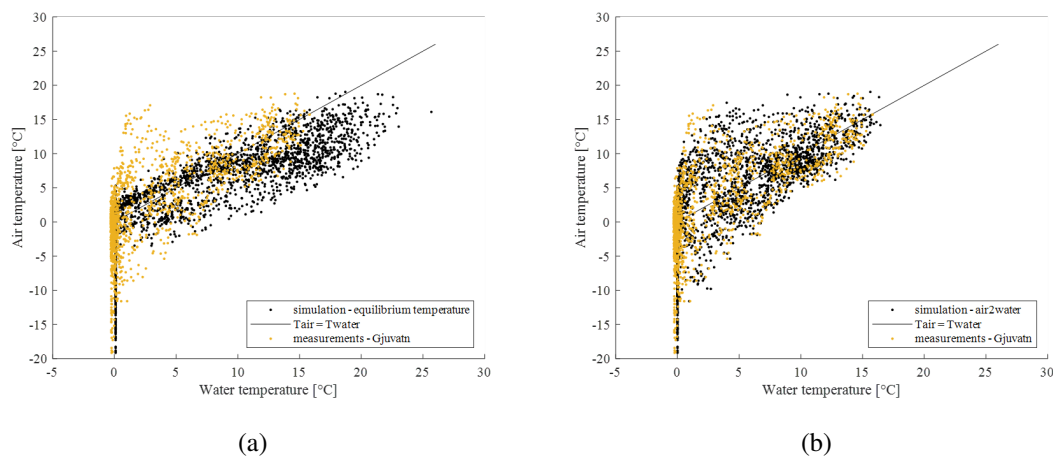 30
25
20
15
10
5
0
-5
-10
-15
-20
Air temperature [°C]
simulation - equilibrium temperature
Tair = Twater
measurements - Gjuvatn
-5 0 5 10 15 20 25 30
Water temperature [°C]
(a)
30
25
20
15
10
5
0
-5
-10
-15
-20
Air temperature [°C]
simulation - air2water
Tair = Twater
measurements - Gjuvatn
-5 0 5 10 15 20 25 30
Water temperature [°C]
(b)